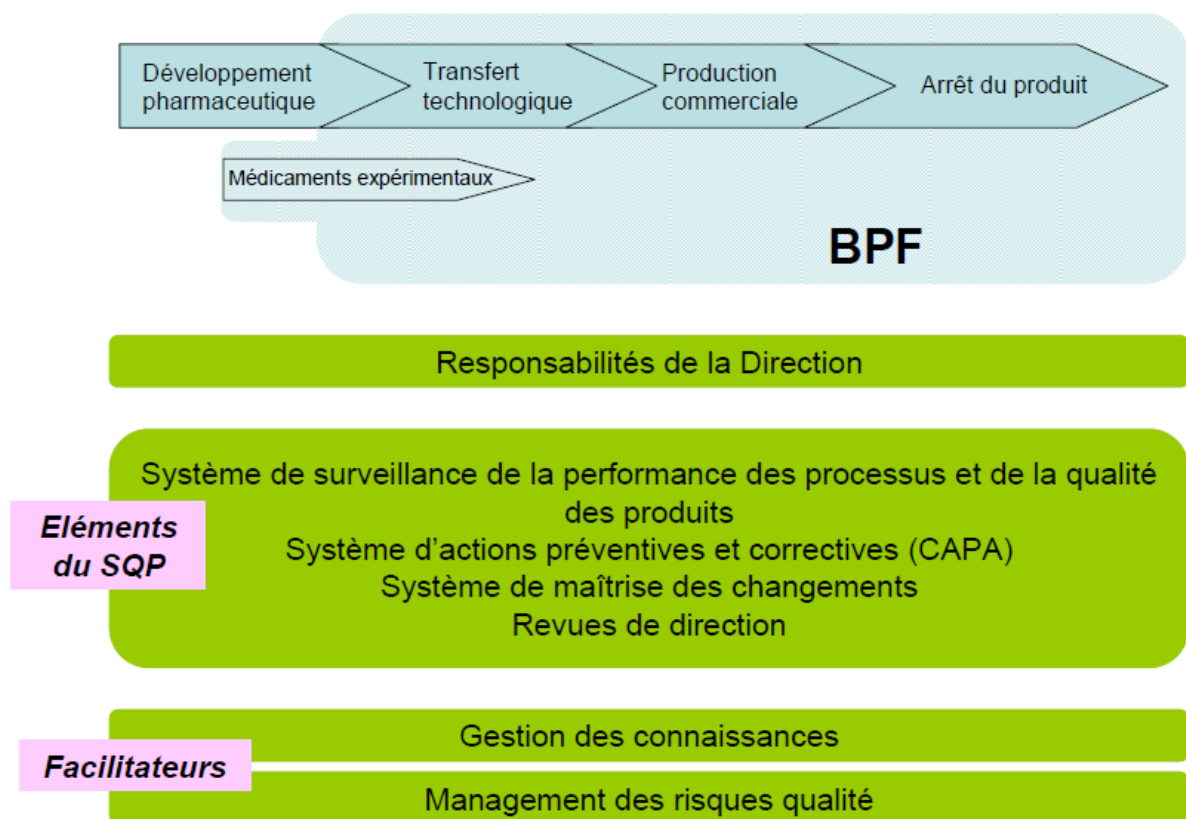 Développement
pharmaceutique
Transfert
technologique
Production
commerciale
Arrêt du produit
Médicaments expérimentaux
BPF
Responsabilités de la Direction
Eléments
du SQP
Système de surveillance de la performance des processus et de la qualité
des produits
Système d'actions préventives et correctives (CAPA)
Système de maîtrise des changements
Revues de direction
Facilitateurs
Gestion des connaissances
Management des risques qualité